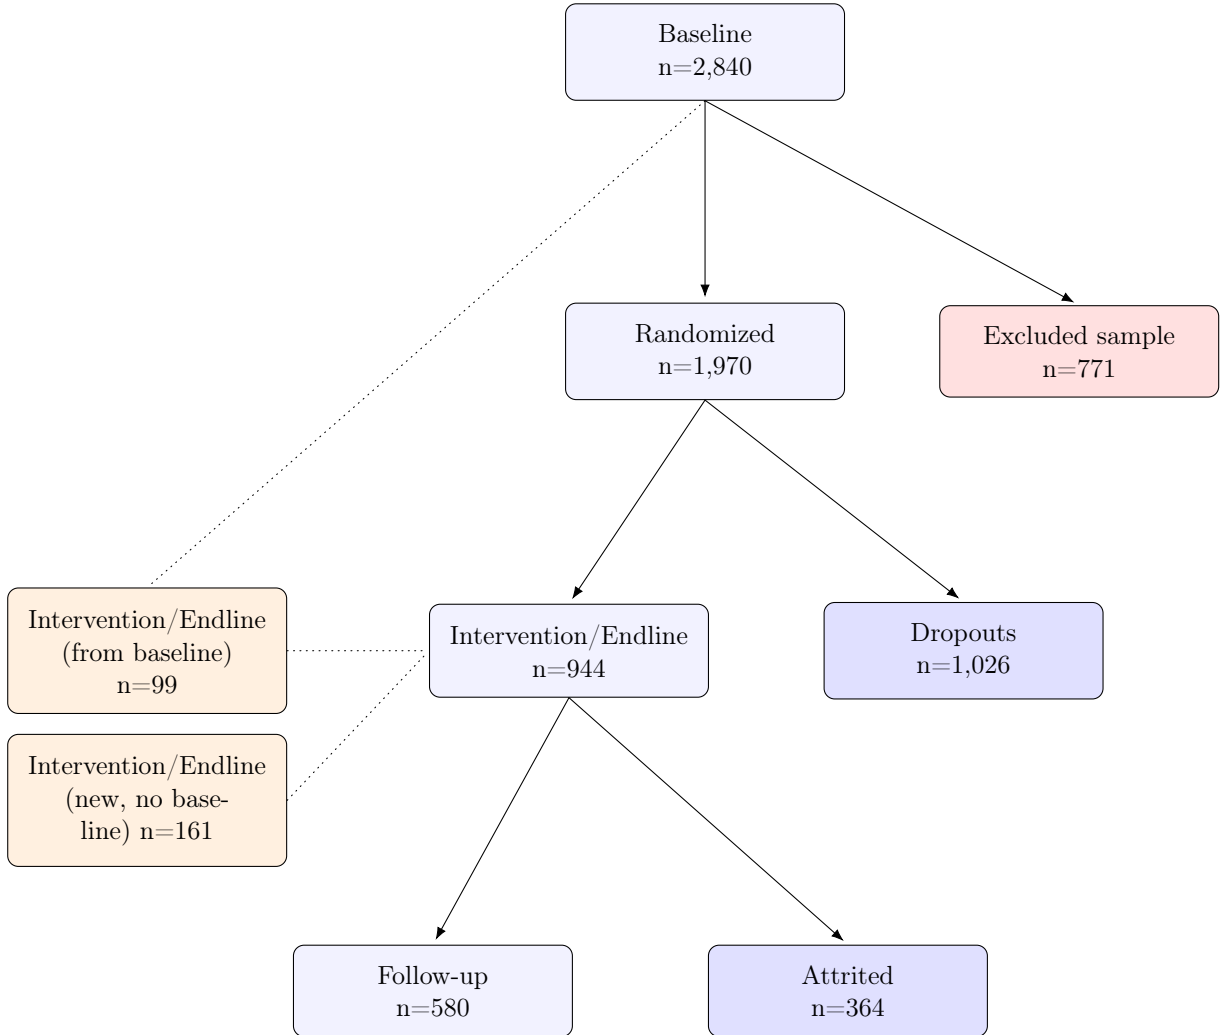 Baseline
n=2,840
Randomized
n=1,970
Excluded sample
n=771
Intervention/Endline
(from baseline)
n=99
Intervention/Endline
n=944
Dropouts
n=1,026
Intervention/Endline
(new, no base-
line) n=161
Follow-up
n=580
Attrited
n=364